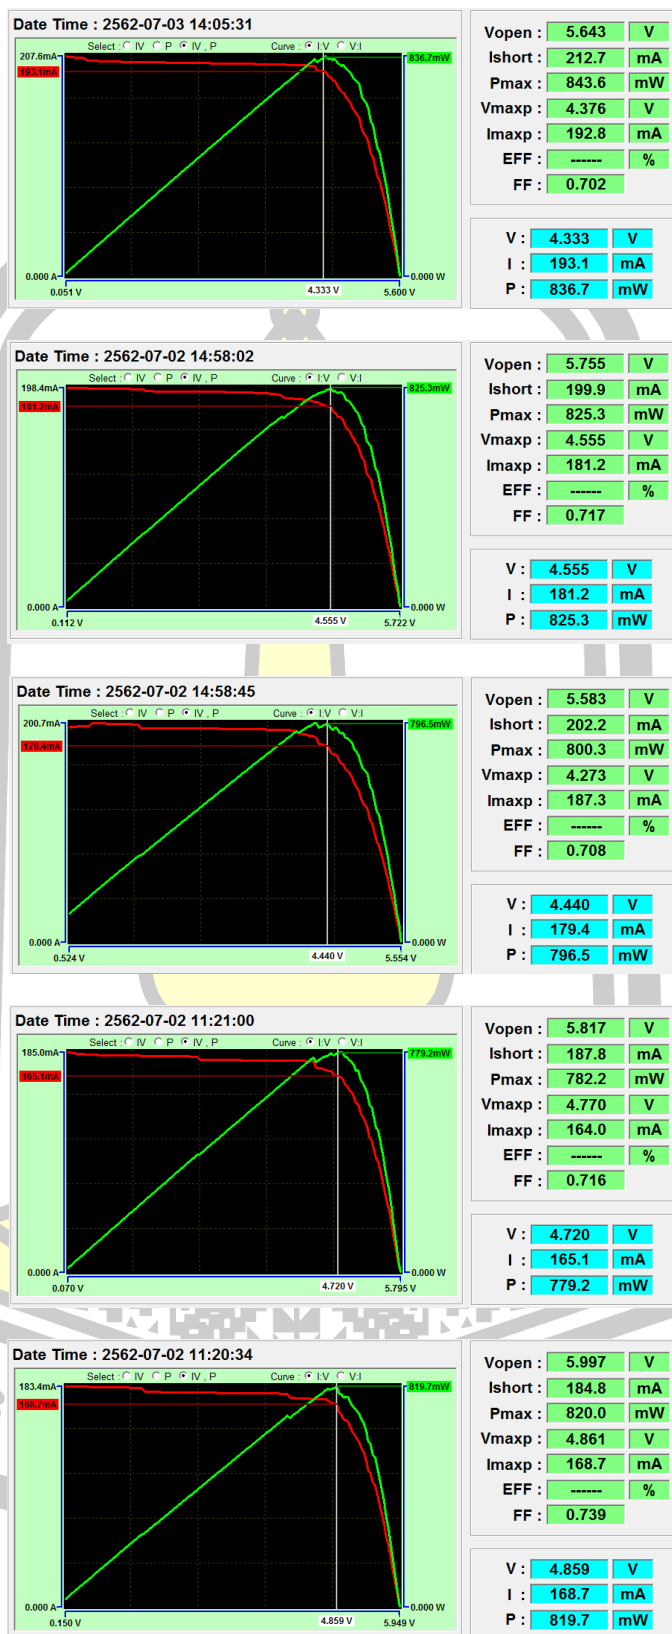 Date Time : 2562-07-03 14:05:31
Select : IV P IV , P Curve : I:V V:I
207.6mA 836.7mW
193.1mA
0.000 A 0.000 W
0.051 V 4.333 V 5.600 V
Vopen : 5.643 V
Ishort : 212.7 mA
Pmax : 843.6 mW
Vmaxp : 4.376 V
Imaxp : 192.8 mA
EFF : ------ %
FF : 0.702
V : 4.333 V
I : 193.1 mA
P : 836.7 mW
Date Time : 2562-07-02 14:58:02
Select : IV P IV , P Curve : I:V V:I
198.4mA 825.3mW
181.2mA
0.000 A 0.000 W
0.112 V 4.555 V 5.722 V
Vopen : 5.755 V
Ishort : 199.9 mA
Pmax : 825.3 mW
Vmaxp : 4.555 V
Imaxp : 181.2 mA
EFF : ------ %
FF : 0.717
V : 4.555 V
I : 181.2 mA
P : 825.3 mW
Date Time : 2562-07-02 14:58:45
Select : IV P IV , P Curve : I:V V:I
200.7mA 796.5mW
179.4mA
0.000 A 0.000 W
0.524 V 4.440 V 5.554 V
Vopen : 5.583 V
Ishort : 202.2 mA
Pmax : 800.3 mW
Vmaxp : 4.273 V
Imaxp : 187.3 mA
EFF : ------ %
FF : 0.708
V : 4.440 V
I : 179.4 mA
P : 796.5 mW
Date Time : 2562-07-02 11:21:00
Select : IV P IV , P Curve : I:V V:I
185.0mA 779.2mW
165.1mA
0.000 A 0.000 W
0.070 V 4.720 V 5.795 V
Vopen : 5.817 V
Ishort : 187.8 mA
Pmax : 782.2 mW
Vmaxp : 4.770 V
Imaxp : 164.0 mA
EFF : ------ %
FF : 0.716
V : 4.720 V
I : 165.1 mA
P : 779.2 mW
Date Time : 2562-07-02 11:20:34
Select : IV P IV , P Curve : I:V V:I
183.4mA 819.7mW
168.7mA
0.000 A 0.000 W
0.150 V 4.859 V 5.949 V
Vopen : 5.997 V
Ishort : 184.8 mA
Pmax : 820.0 mW
Vmaxp : 4.861 V
Imaxp : 168.7 mA
EFF : ------ %
FF : 0.739
V : 4.859 V
I : 168.7 mA
P : 819.7 mW